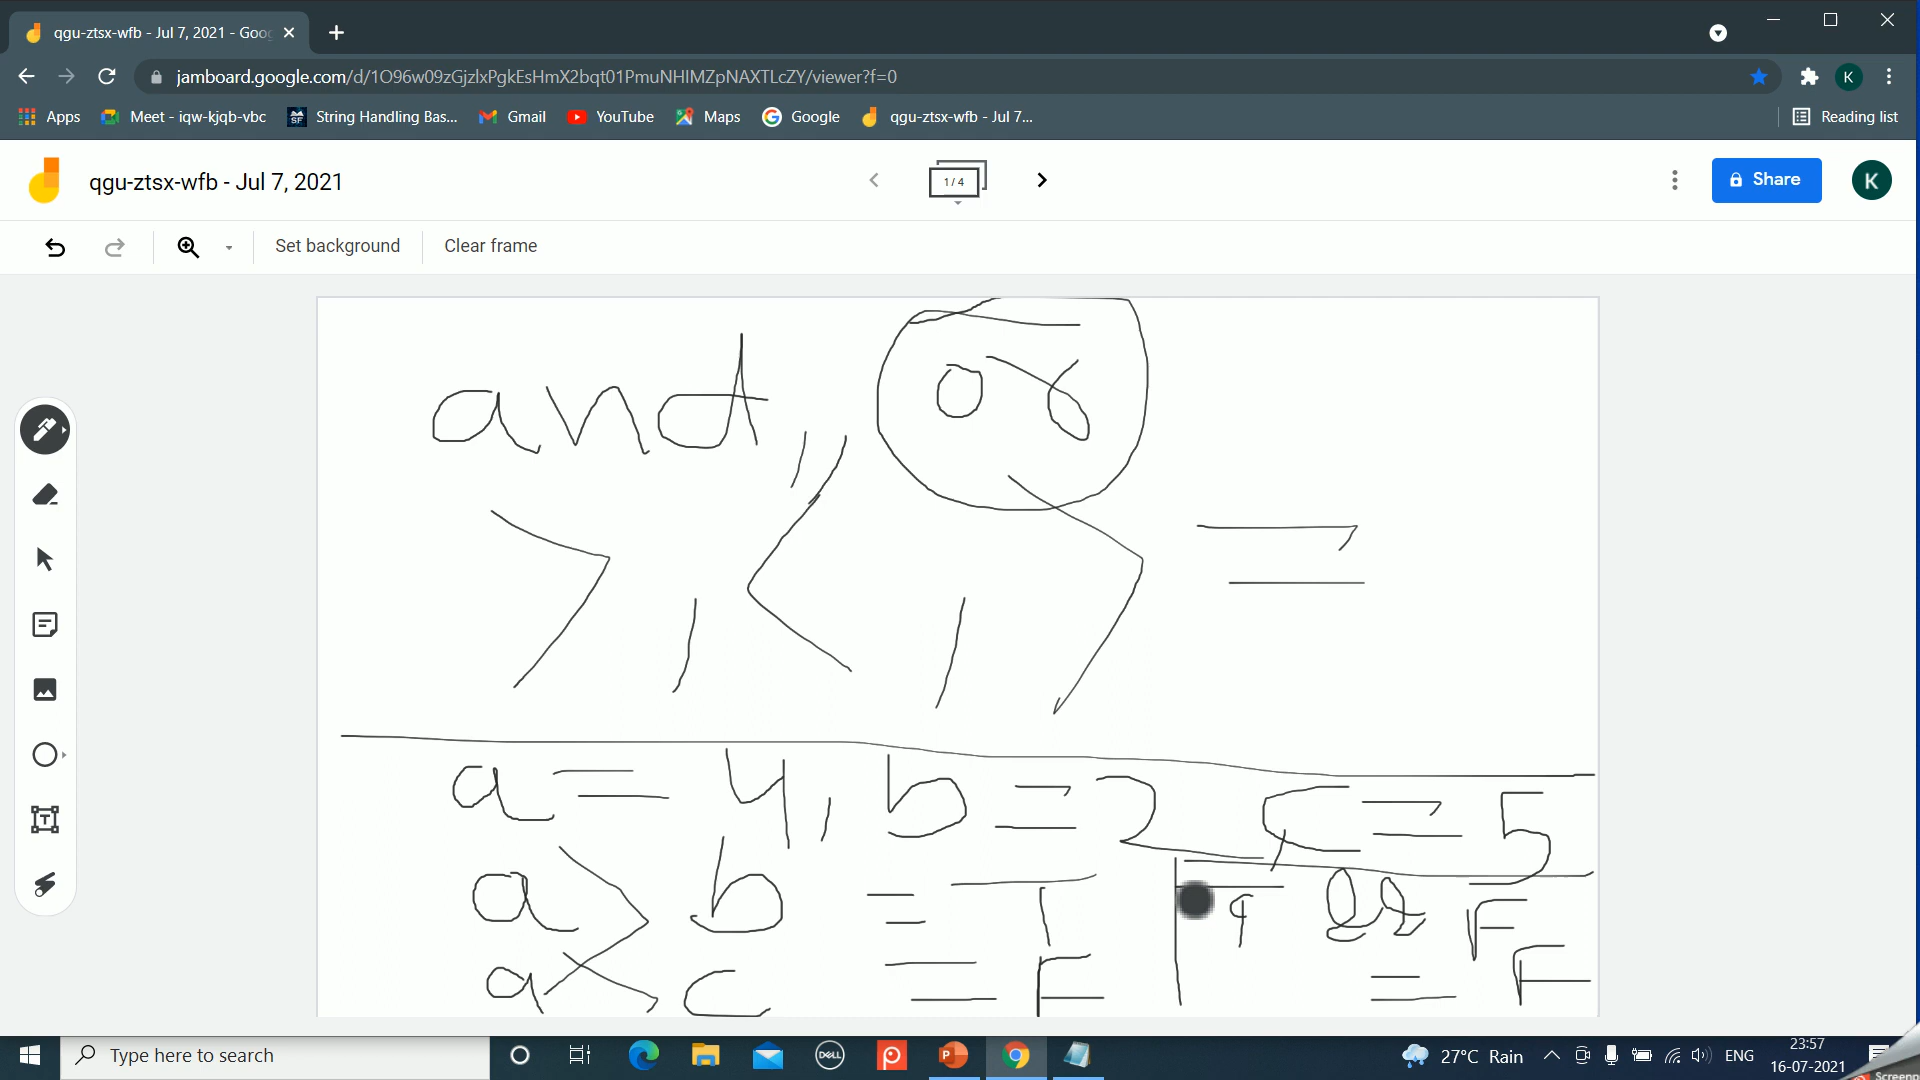 qgu-ztsx-wfb - Jul 7, 2021 - Goo
jamboard.google.com/d/1O96w09zGjzlxPgkEsHmX2bqt01PmuNHIMZpNAXTLcZY/viewer?f=0
K
Apps Meet - iqw-kjqb-vbc String Handling Bas... Gmail YouTube Maps Google qgu-ztsx-wfb - Jul 7... Reading list
qgu-ztsx-wfb - Jul 7, 2021 1/4 Share K
Set background Clear frame
and, or
> , < , > =
a = 4, b = 2, c = 5
a > b = T T && F
a > c = F = F
Type here to search DELL 27°C Rain ENG 23:57
16-07-2021